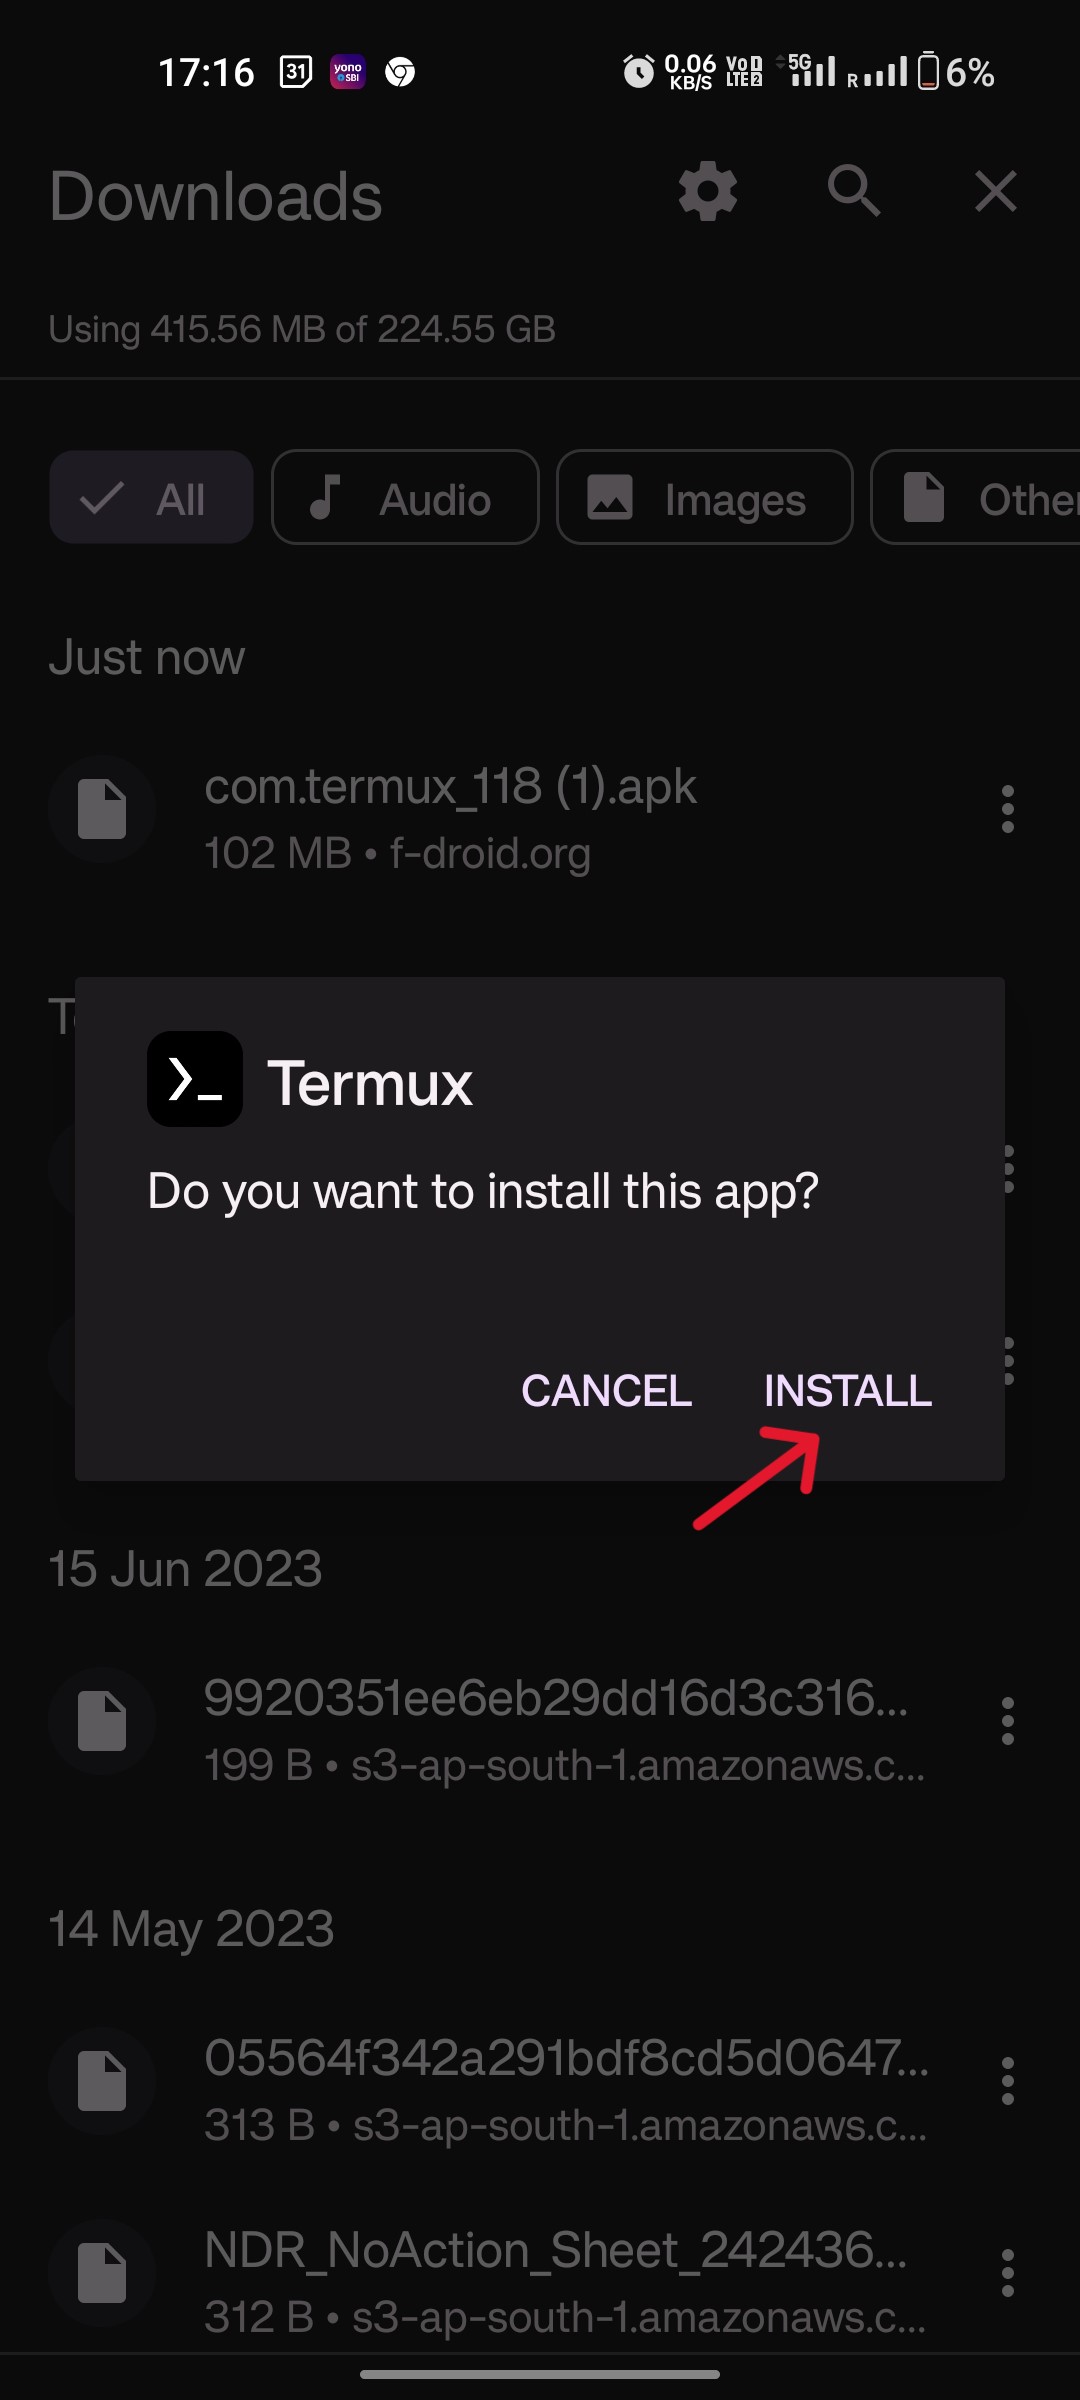 17:16 31 yono SBI 0.06 KB/S VoD LTE2 5G R 6%
Downloads
Using 415.56 MB of 224.55 GB
All Audio Images Other
Just now
com.termux_118 (1).apk
102 MB • f-droid.org
Termux
Do you want to install this app?
CANCEL INSTALL
15 Jun 2023
9920351ee6eb29dd16d3c316...
199 B • s3-ap-south-1.amazonaws.c...
14 May 2023
05564f342a291bdf8cd5d0647...
313 B • s3-ap-south-1.amazonaws.c...
NDR_NoAction_Sheet_242436...
312 B • s3-ap-south-1.amazonaws.c...